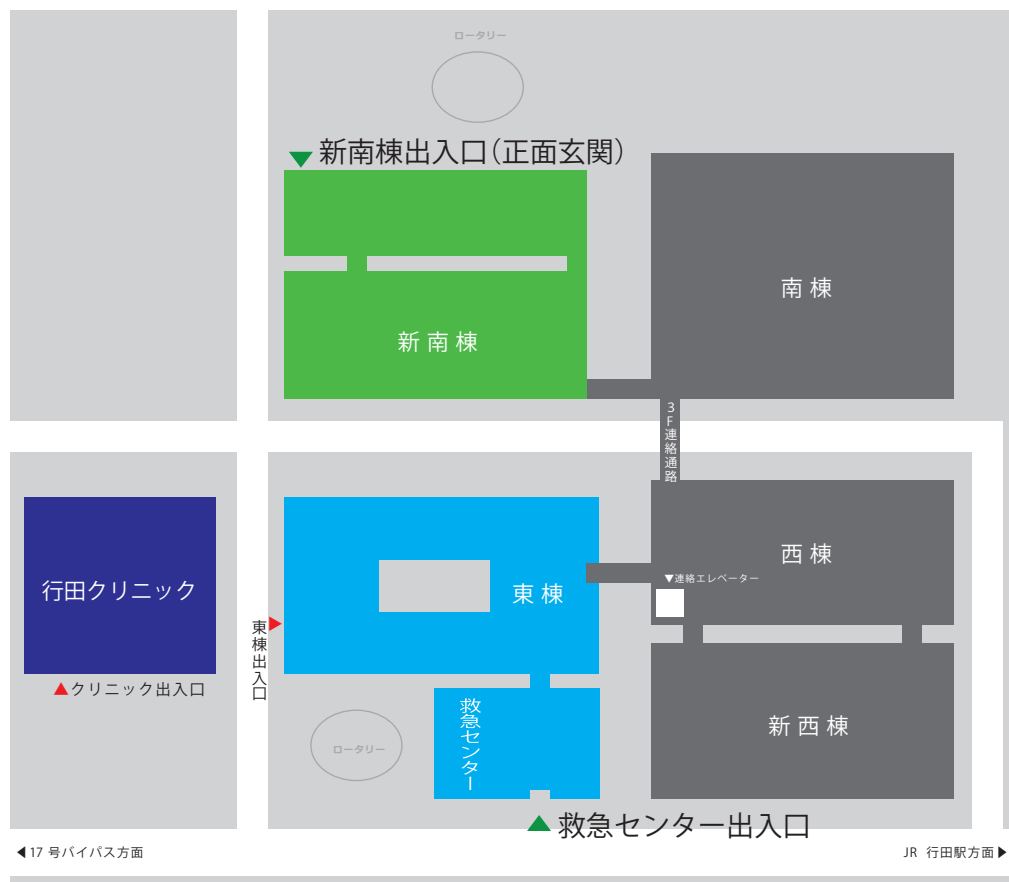 ロータリー
新南棟出入口(正面玄関)
南棟
新南棟
3F連絡通路
西棟
▼連絡エレベーター
行田クリニック
東棟
東棟出入口
クリニック出入口
救急センター
新西棟
ロータリー
救急センター出入口
17 号バイパス方面
JR 行田駅方面